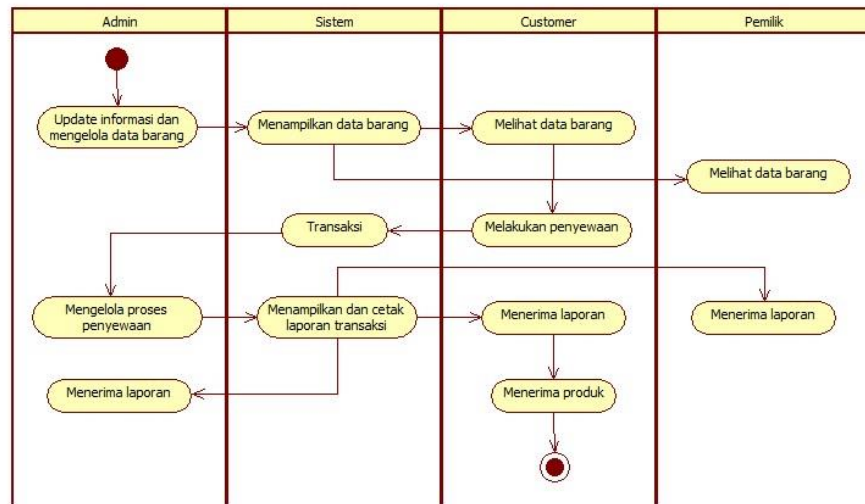 Admin
Sistem
Customer
Pemilik
Update informasi dan
mengelola data barang
Menampilkan data barang
Melihat data barang
Melihat data barang
Transaksi
Melakukan penyewaan
Mengelola proses
penyewaan
Menampilkan dan cetak
laporan transaksi
Menerima laporan
Menerima laporan
Menerima laporan
Menerima produk